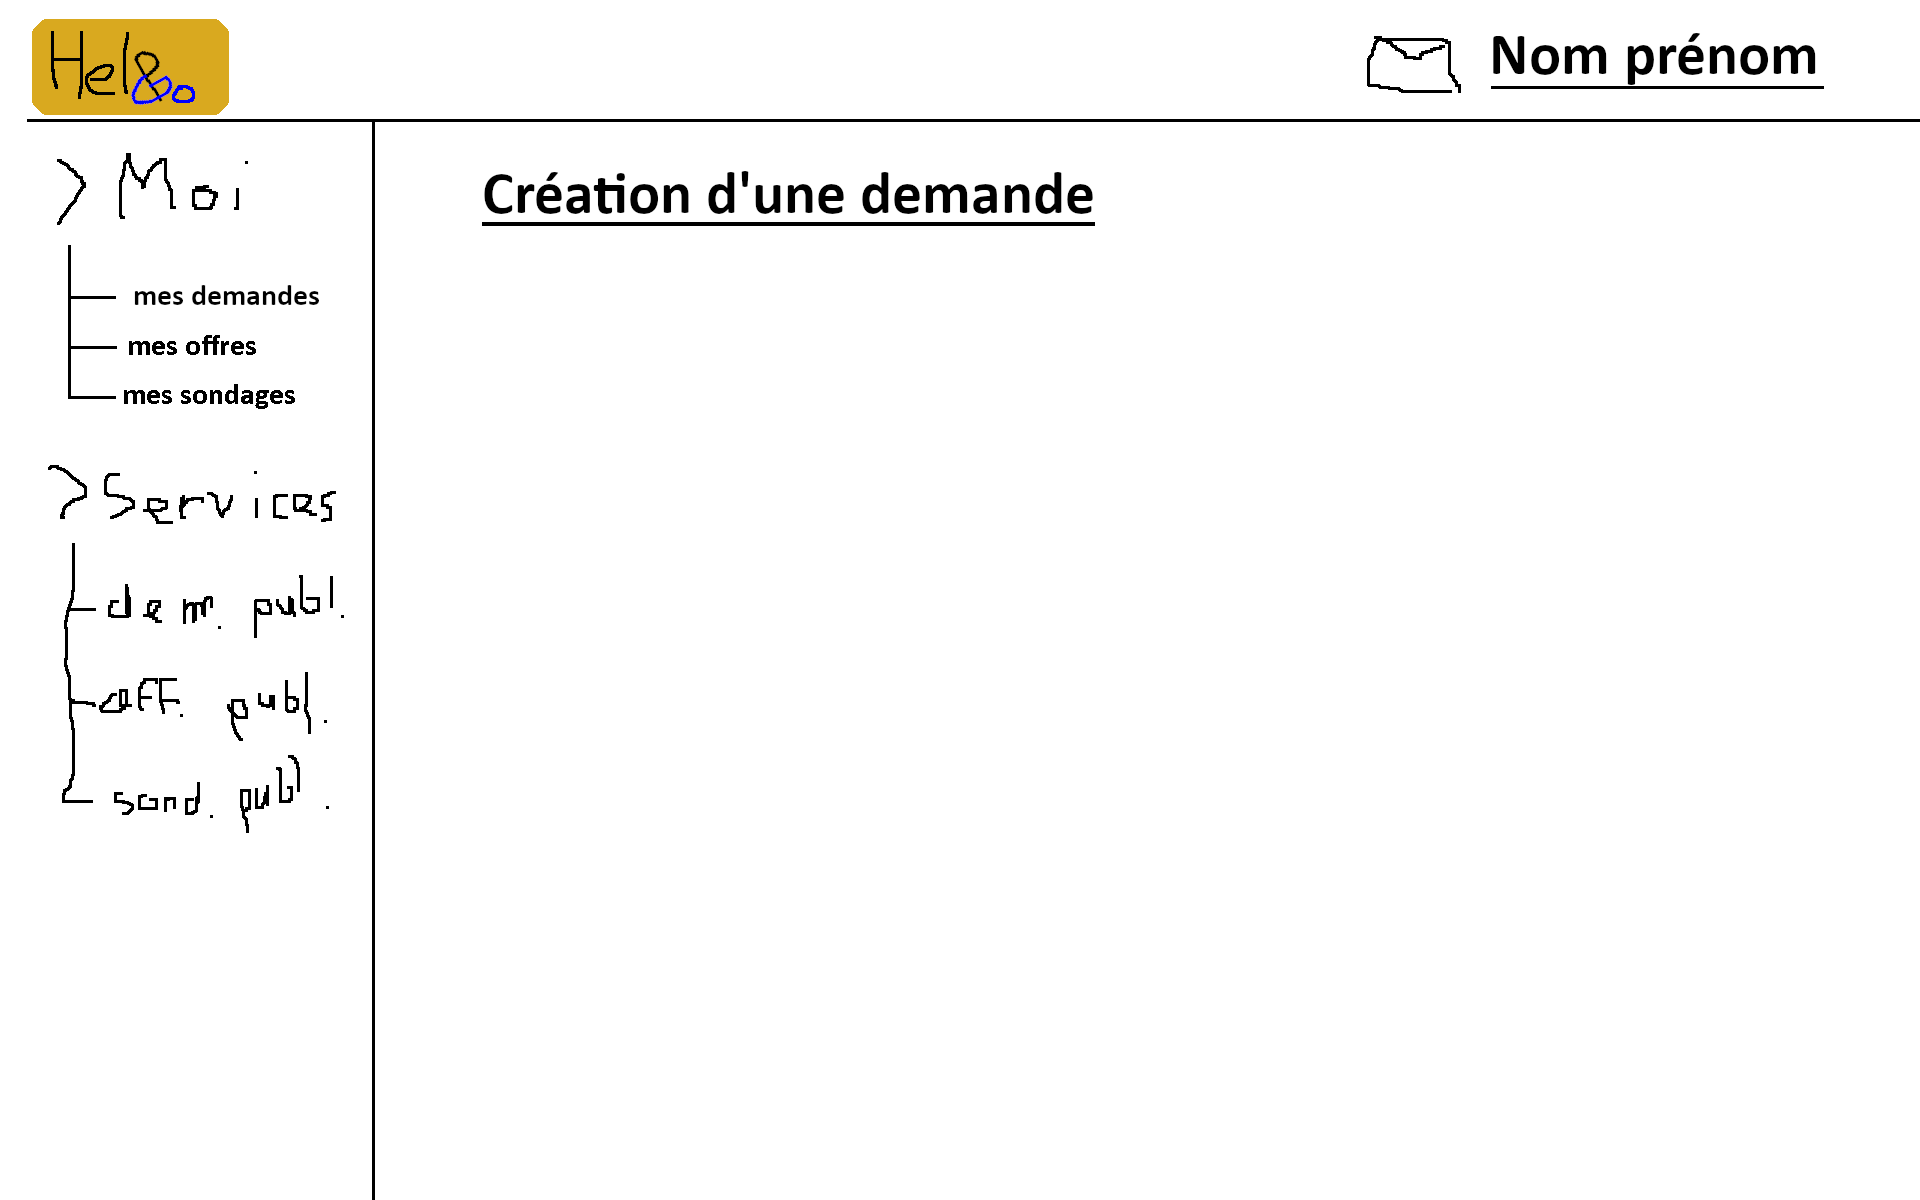 Hel&o
Nom prénom
> Moi
mes demandes
mes offres
mes sondages
> Services
dem. publ.
off. publ.
sond. publ.
Création d'une demande